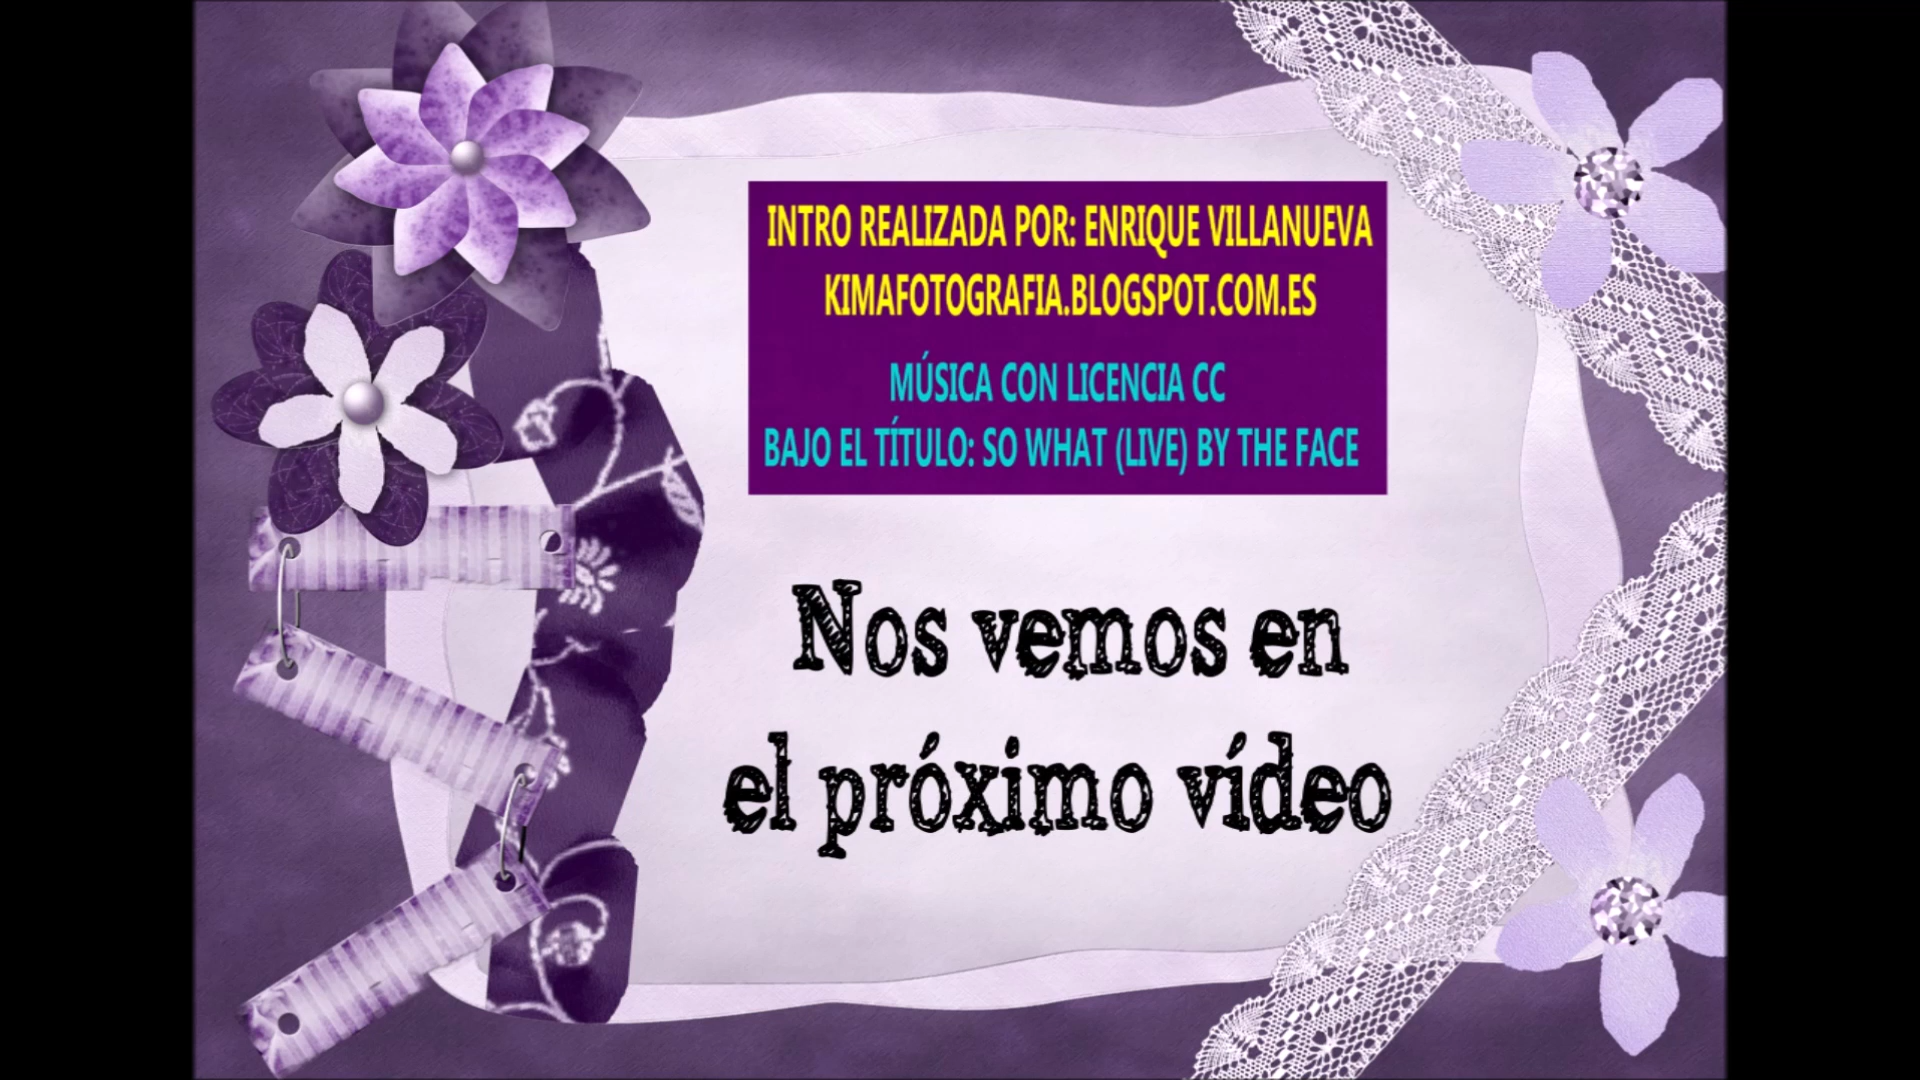 INTRO REALIZADA POR: ENRIQUE VILLANUEVA
KIMAFOTOGRAFIA.BLOGSPOT.COM.ES
MÚSICA CON LICENCIA CC
BAJO EL TÍTULO: SO WHAT (LIVE) BY THE FACE
Nos vemos en
el próximo vídeo